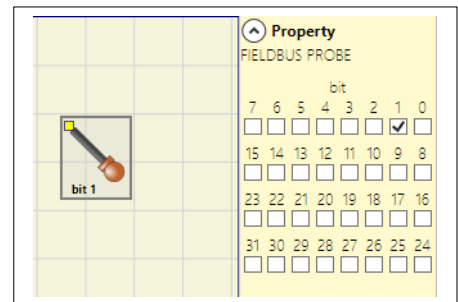 Property
FIELDBUS PROBE
bit
7 6 5 4 3 2 1 0
15 14 13 12 11 10 9 8
bit 1
23 22 21 20 19 18 17 16
31 30 29 28 27 26 25 24